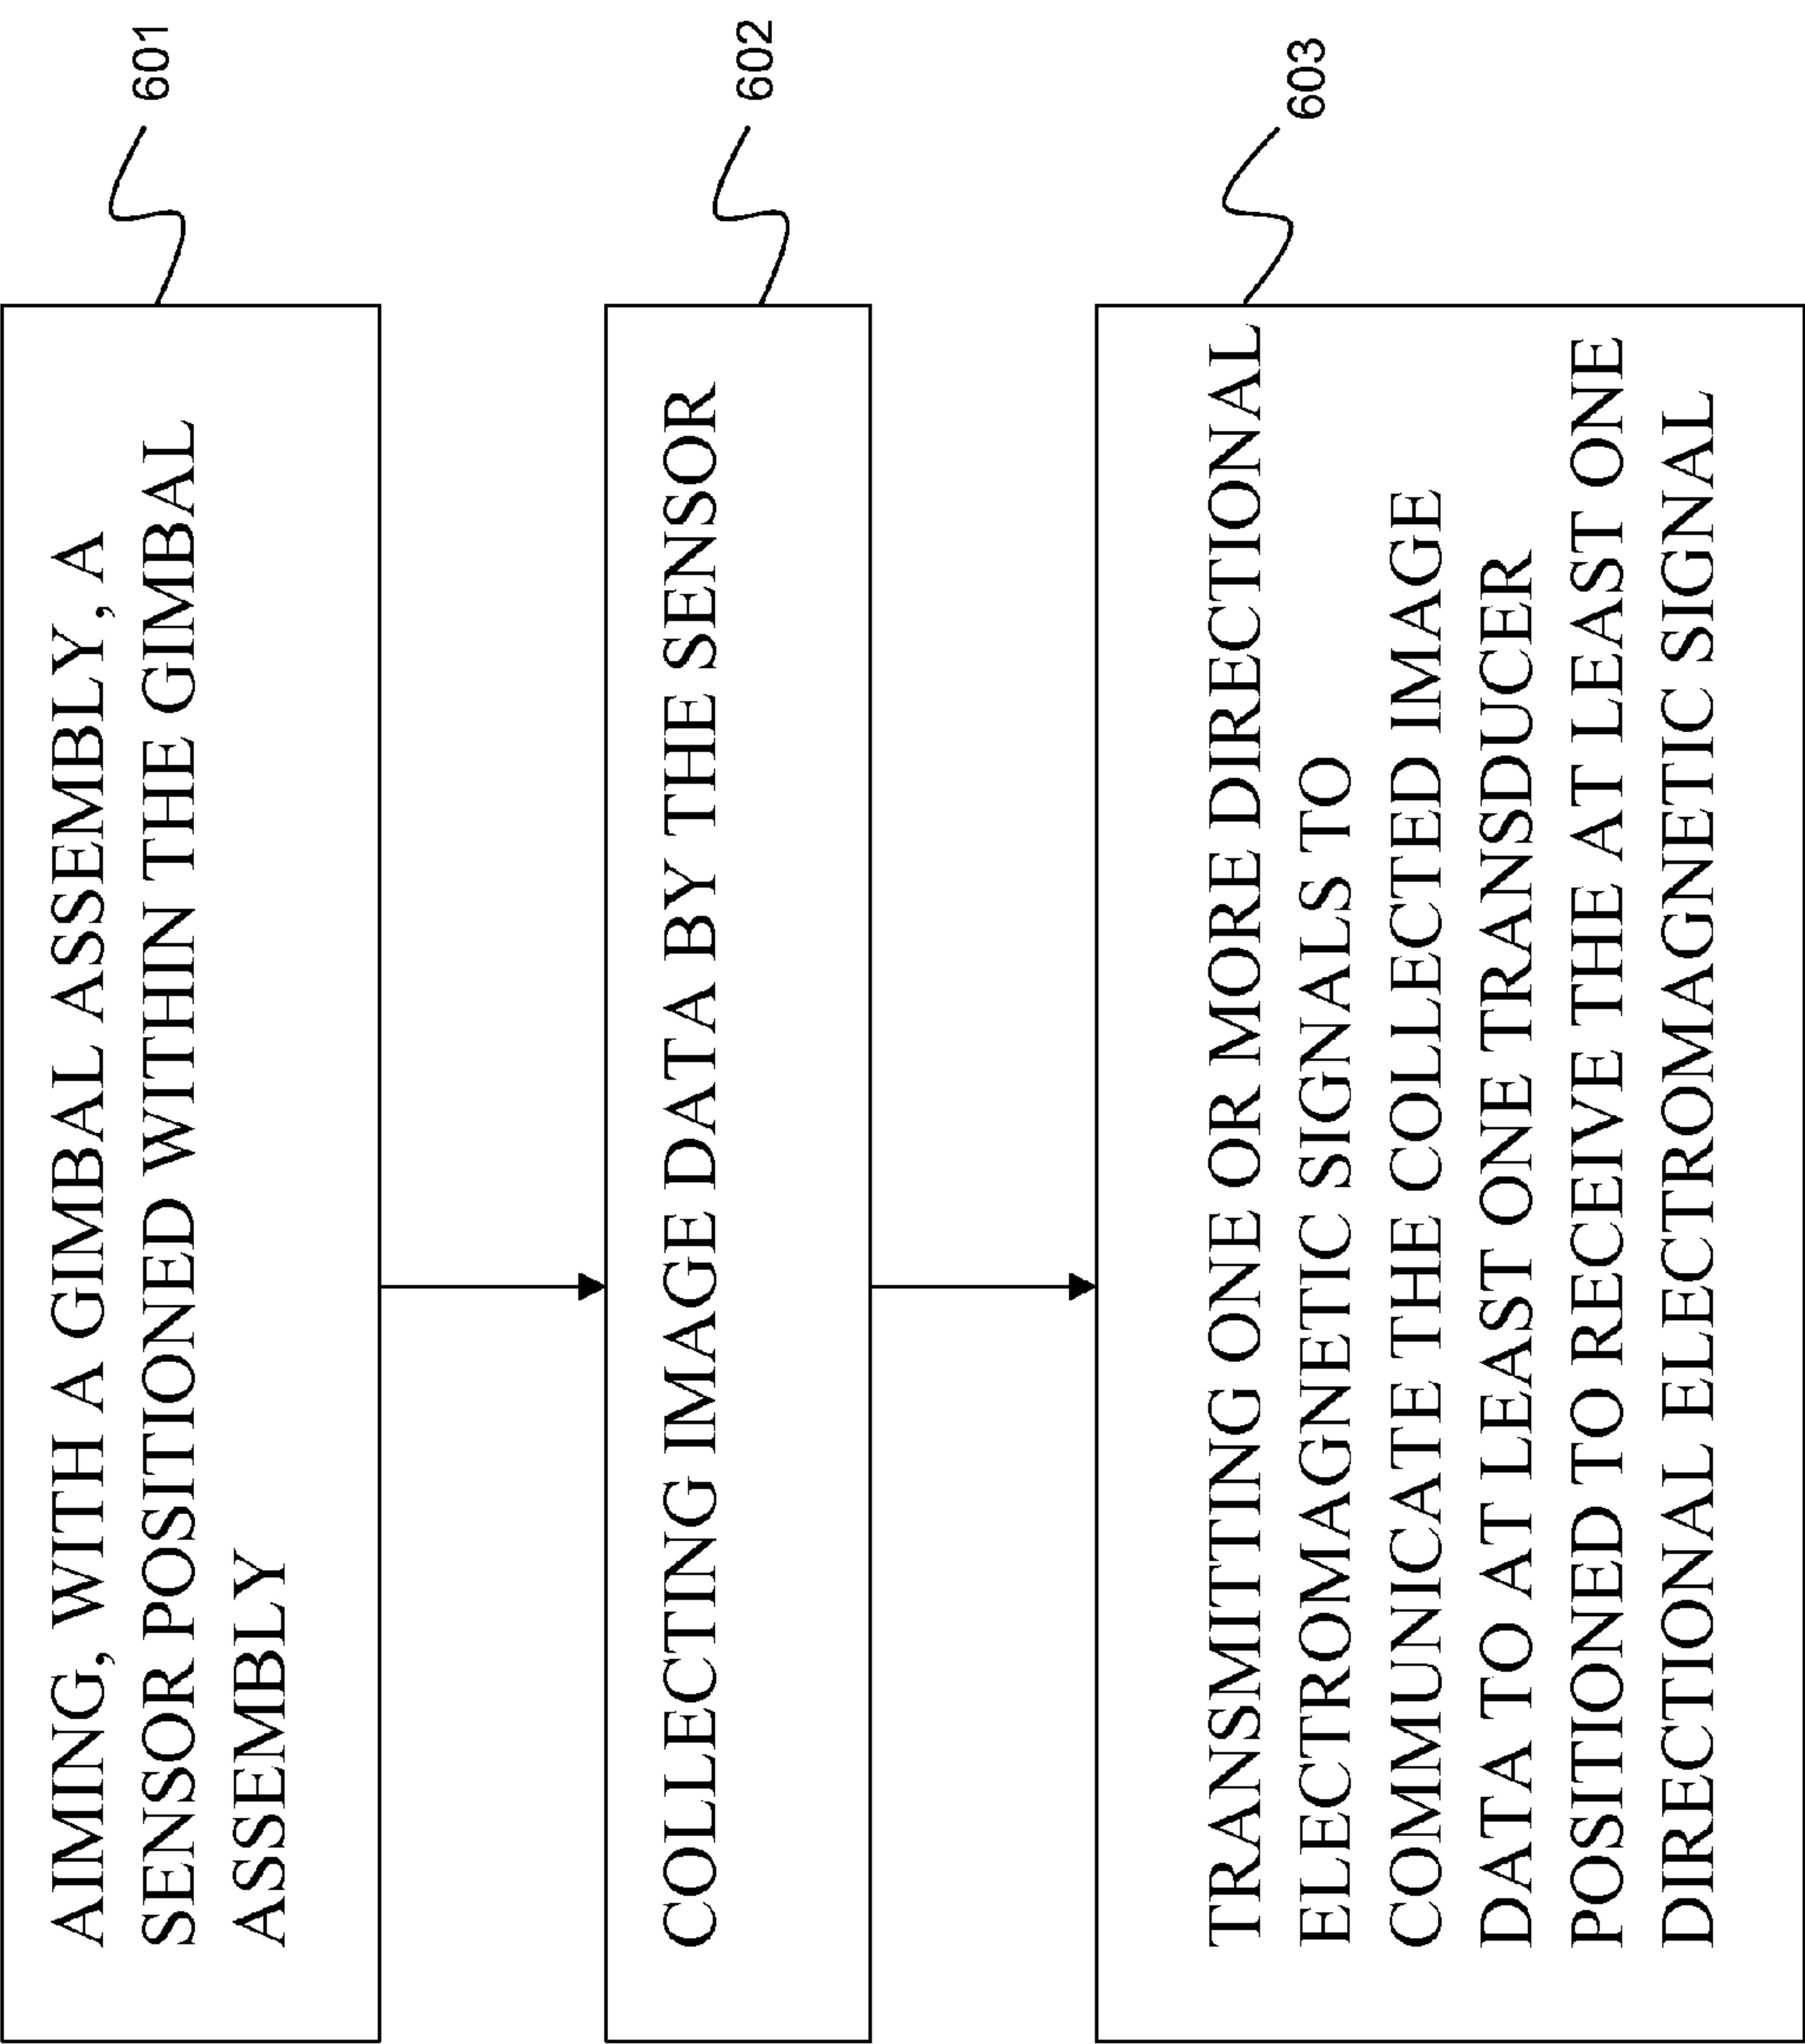 AIMING, WITH A GIMBAL ASSEMBLY, A
SENSOR POSITIONED WITHIN THE GIMBAL
ASSEMBLY
601
COLLECTING IMAGE DATA BY THE SENSOR
602
TRANSMITTING ONE OR MORE DIRECTIONAL
ELECTROMAGNETIC SIGNALS TO
COMMUNICATE THE COLLECTED IMAGE
DATA TO AT LEAST ONE TRANSDUCER
POSITIONED TO RECEIVE THE AT LEAST ONE
DIRECTIONAL ELECTROMAGNETIC SIGNAL
603